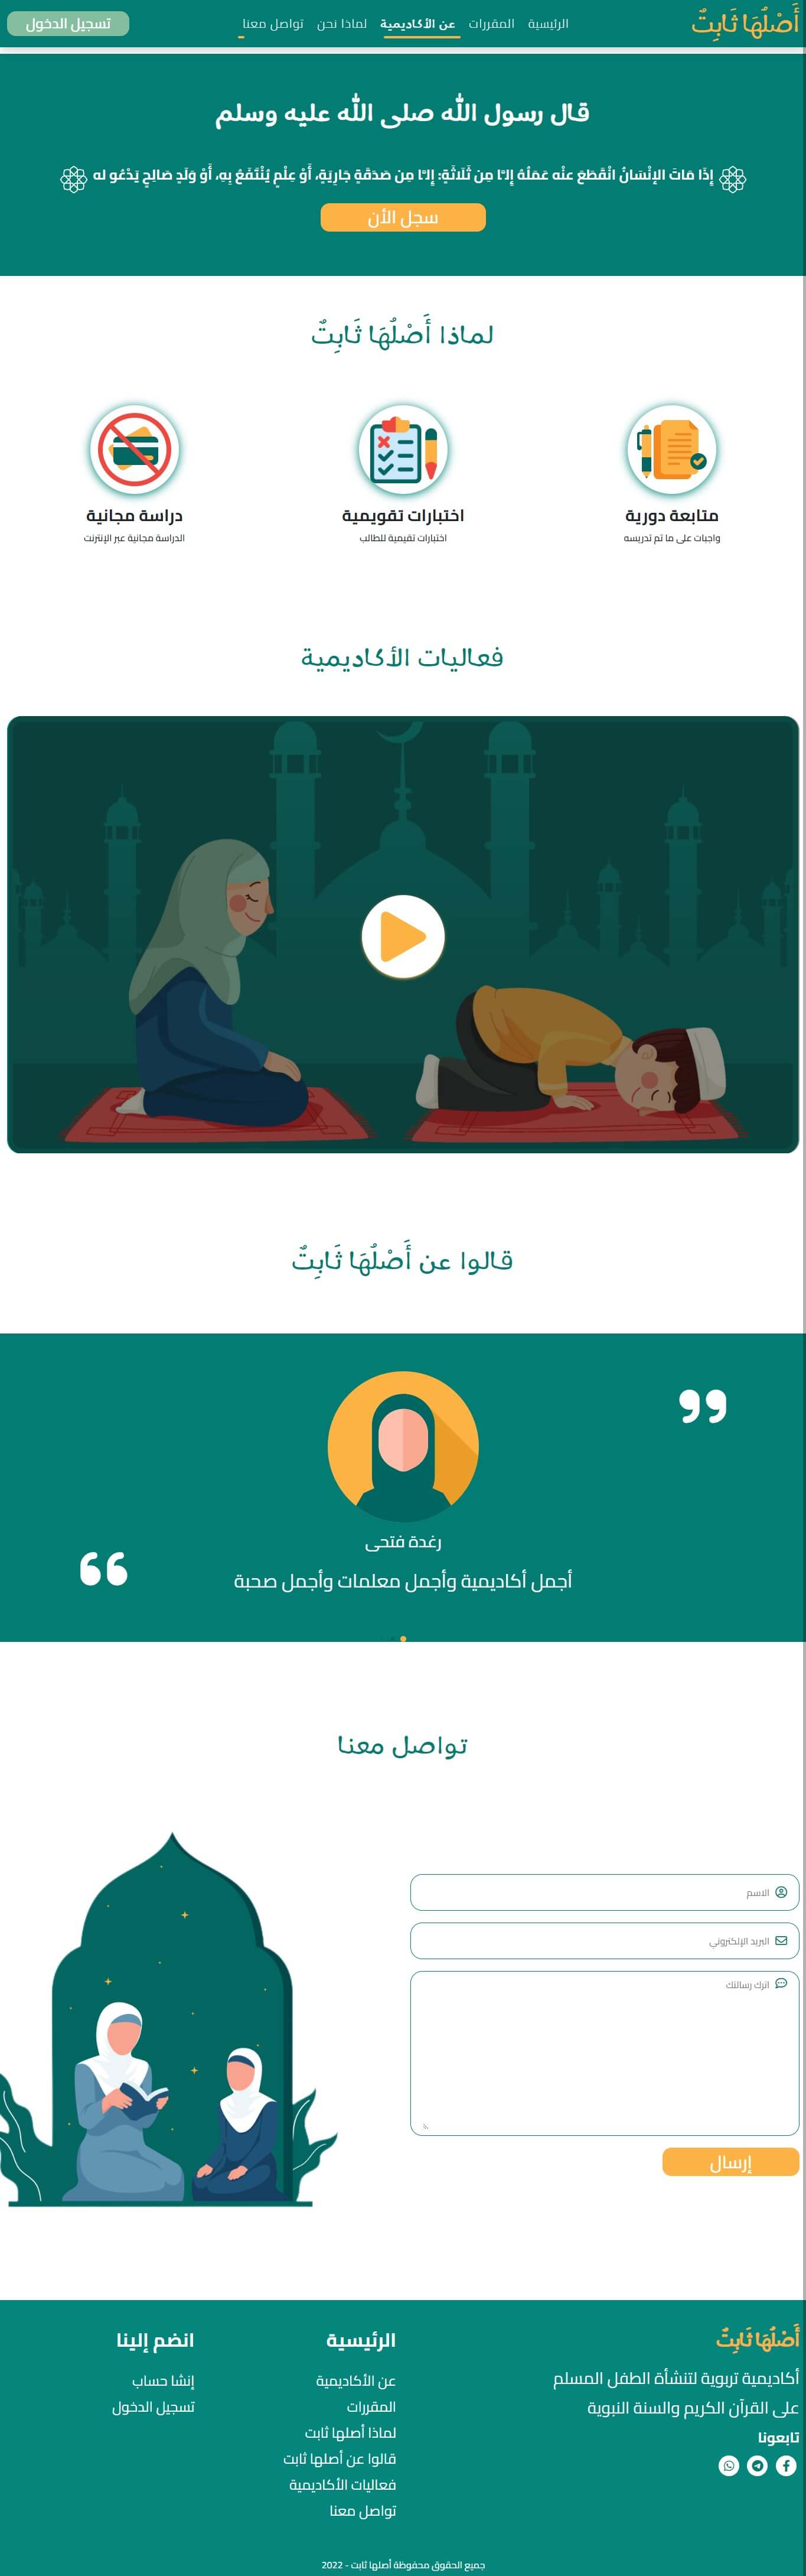 أَصْلُهَا ثَابِتٌ
الرئيسية
المقررات
عن الأكاديمية
لماذا نحن
تواصل معنا
تسجيل الدخول
قال رسول الله صلى الله عليه وسلم
إِذَا مَاتَ الإنْسَانُ انْقَطَعَ عنْه عَمَلُهُ إِلَّا مِن ثَلَاثَةٍ: إِلَّا مِن صَدَقَةٍ جَارِيَةٍ، أَوْ عِلْمٍ يُنْتَفَعُ بِهِ، أَوْ وَلَدٍ صَالِحٍ يَدْعُو له
سجل الأن
لماذا أَصْلُهَا ثَابِتٌ
متابعة دورية
واجبات على ما تم تدريسه
اختبارات تقويمية
اختبارات تقيمية للطالب
دراسة مجانية
الدراسة مجانية عبر الإنترنت
فعاليات الأكاديمية
قالوا عن أَصْلُهَا ثَابِتٌ
رغدة فتحى
أجمل أكاديمية وأجمل معلمات وأجمل صحبة
تواصل معنا
الاسم
البريد الإلكتروني
اترك رسالتك
إرسال
أَصْلُهَا ثَابِتٌ
أكاديمية تربوية لتنشأة الطفل المسلم
على القرآن الكريم والسنة النبوية
تابعونا
الرئيسية
عن الأكاديمية
المقررات
لماذا أصلها ثابت
قالوا عن أصلها ثابت
فعاليات الأكاديمية
تواصل معنا
انضم إلينا
إنشا حساب
تسجيل الدخول
جميع الحقوق محفوظة أصلها ثابت - 2022